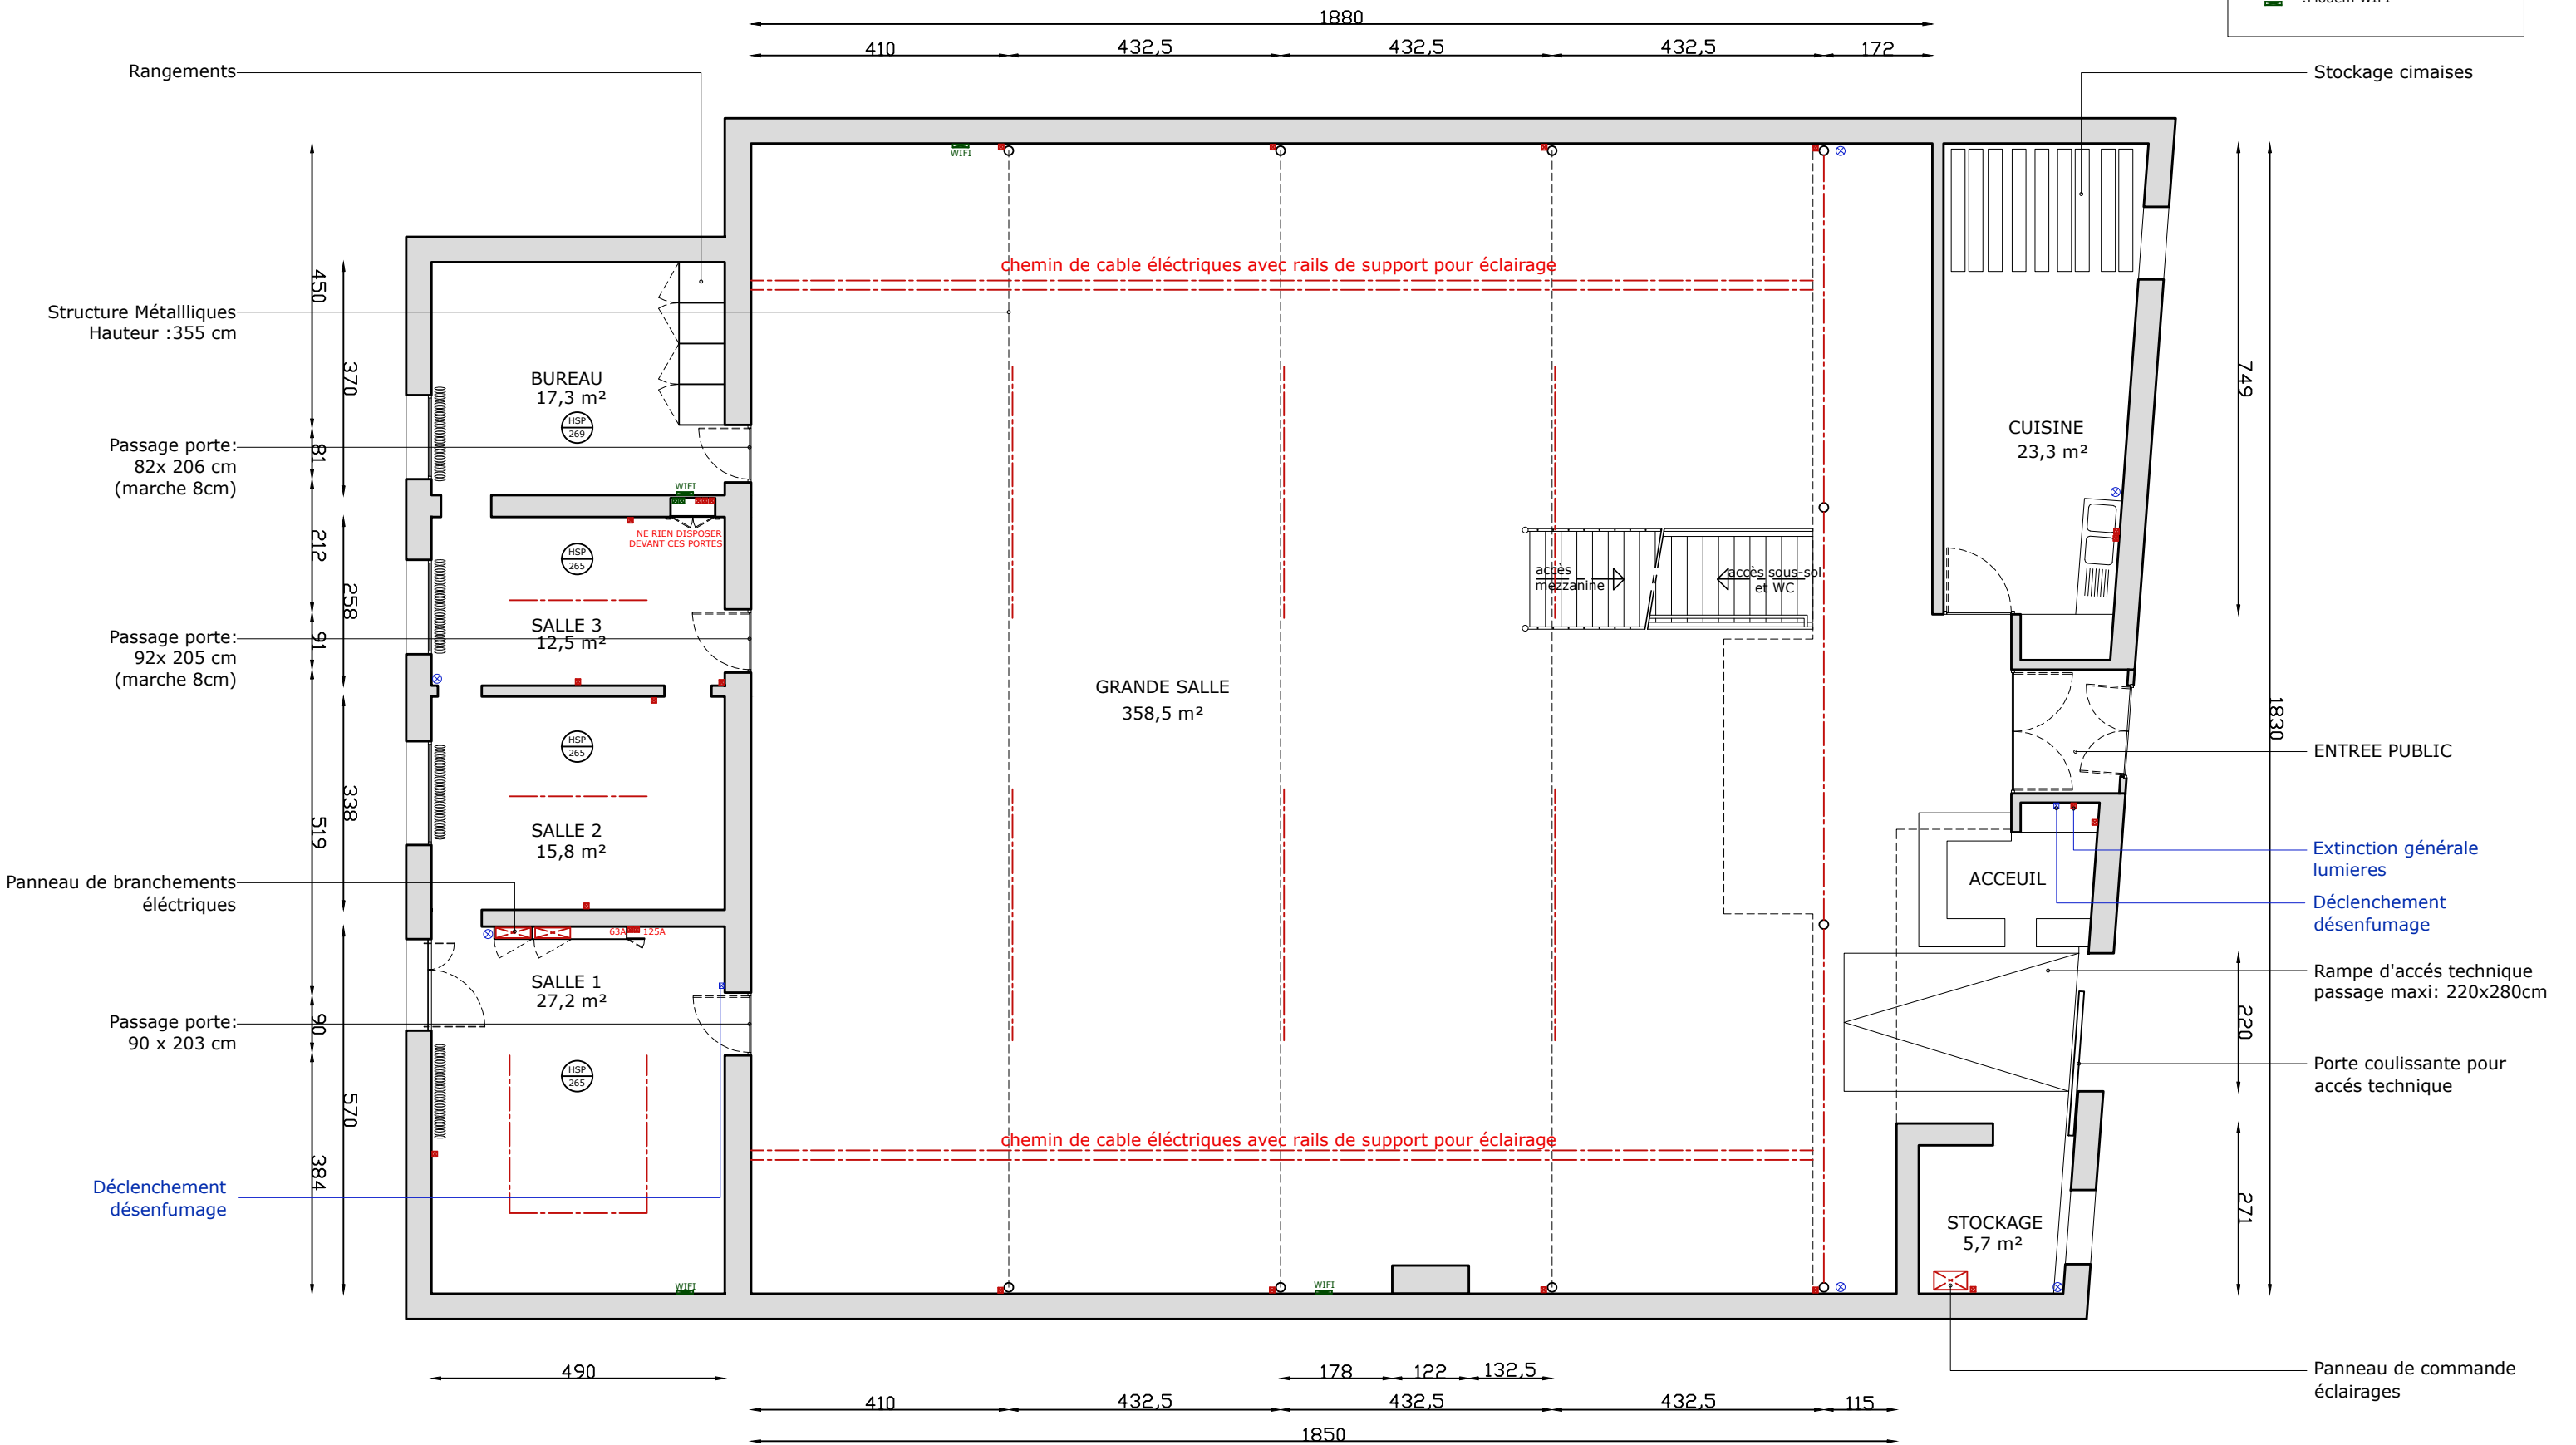 1880
410
432,5
432,5
432,5
172
Rangements
Stockage cimaises
WIFI
chemin de cable éléctriques avec rails de support pour éclairage
450
370
Structure Métallliques
Hauteur :355 cm
BUREAU
17,3 m²
HSP
269
749
CUISINE
23,3 m²
Passage porte:
82x 206 cm
(marche 8cm)
81
WIFI
NE RIEN DISPOSER
DEVANT CES PORTES
212
HSP
265
258
accès
mezzanine
accès sous-sol
et WC
SALLE 3
12,5 m²
Passage porte:
92x 205 cm
(marche 8cm)
91
GRANDE SALLE
358,5 m²
1830
HSP
265
ENTREE PUBLIC
338
519
SALLE 2
15,8 m²
Extinction générale
lumieres
ACCEUIL
Panneau de branchements
éléctriques
Déclenchement
désenfumage
63A
125A
SALLE 1
27,2 m²
Rampe d'accés technique
passage maxi: 220x280cm
Passage porte:
90 x 203 cm
90
220
HSP
265
Porte coulissante pour
accés technique
570
chemin de cable éléctriques avec rails de support pour éclairage
384
Déclenchement
désenfumage
271
STOCKAGE
5,7 m²
WIFI
WIFI
Panneau de commande
éclairages
490
178
122
132,5
410
432,5
432,5
432,5
115
1850